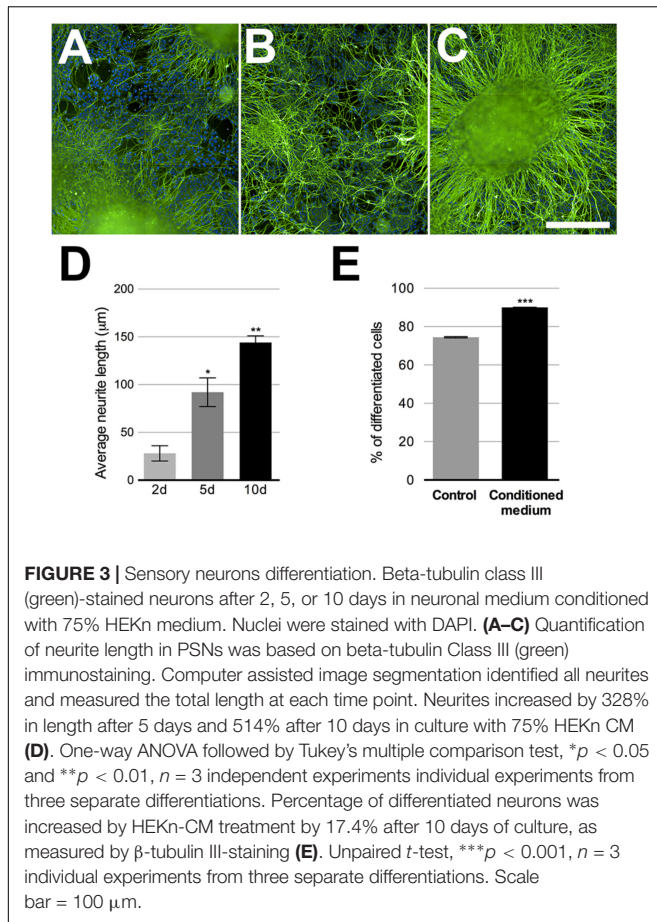 A B C
D
200
150
100
50
0
Average neurite length (µm)
*
**
2d 5d 10d
E
100
80
60
40
20
0
% of differentiated cells
***
Control Conditioned
medium
FIGURE 3 | Sensory neurons differentiation. Beta-tubulin class III
(green)-stained neurons after 2, 5, or 10 days in neuronal medium conditioned
with 75% HEKn medium. Nuclei were stained with DAPI. (A–C) Quantification
of neurite length in PSNs was based on beta-tubulin Class III (green)
immunostaining. Computer assisted image segmentation identified all neurites
and measured the total length at each time point. Neurites increased by 328%
in length after 5 days and 514% after 10 days in culture with 75% HEKn CM
(D). One-way ANOVA followed by Tukey's multiple comparison test, *p < 0.05
and **p < 0.01, n = 3 independent experiments individual experiments from
three separate differentiations. Percentage of differentiated neurons was
increased by HEKn-CM treatment by 17.4% after 10 days of culture, as
measured by β-tubulin III-staining (E). Unpaired t-test, ***p < 0.001, n = 3
individual experiments from three separate differentiations. Scale
bar = 100 µm.